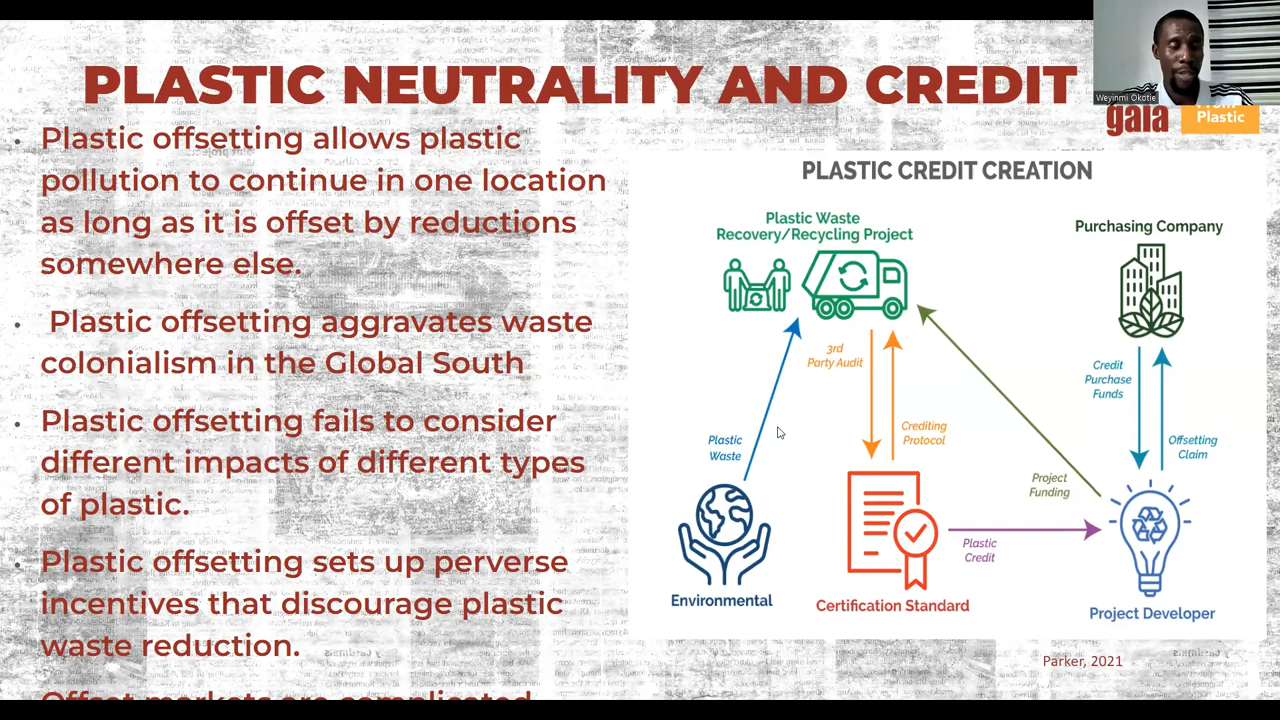 PLASTIC NEUTRALITY AND CREDIT
Weyinmi Okotie
gaia
Plastic
Plastic offsetting allows plastic
pollution to continue in one location
as long as it is offset by reductions
somewhere else.
Plastic offsetting aggravates waste
colonialism in the Global South
Plastic offsetting fails to consider
different impacts of different types
of plastic.
Plastic offsetting sets up perverse
incentives that discourage plastic
waste reduction.
PLASTIC CREDIT CREATION
Plastic Waste
Recovery/Recycling Project
Purchasing Company
3rd
Party Audit
Credit
Purchase
Funds
Plastic
Waste
Crediting
Protocol
Offsetting
Claim
Project
Funding
Plastic
Credit
Environmental
Certification Standard
Project Developer
Parker, 2021